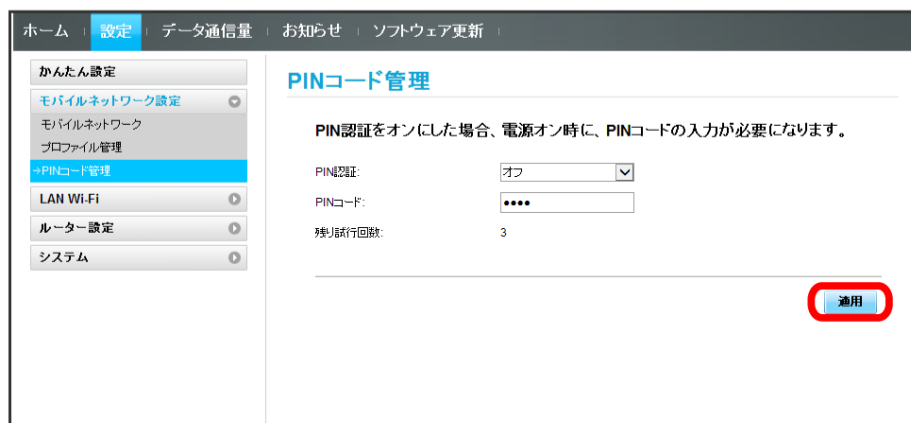 ホーム 設定 データ通信量 お知らせ ソフトウェア更新
かんたん設定
モバイルネットワーク設定
モバイルネットワーク
プロファイル管理
→PINコード管理
LAN Wi-Fi
ルーター設定
システム
PINコード管理
PIN認証をオンにした場合、電源オン時に、PINコードの入力が必要になります。
PIN認証: オフ
PINコード: ••••
残り試行回数: 3
適用